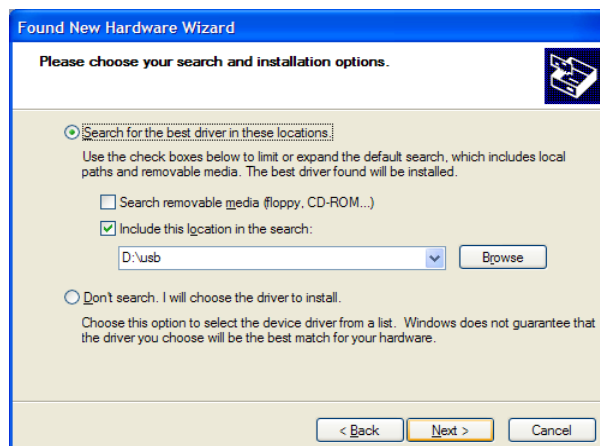 Found New Hardware Wizard
Please choose your search and installation options.
Search for the best driver in these locations.
Use the check boxes below to limit or expand the default search, which includes local
paths and removable media. The best driver found will be installed.
Search removable media (floppy, CD-ROM...)
Include this location in the search:
D:\usb
Browse
Don't search. I will choose the driver to install.
Choose this option to select the device driver from a list. Windows does not guarantee that
the driver you choose will be the best match for your hardware.
< Back Next > Cancel